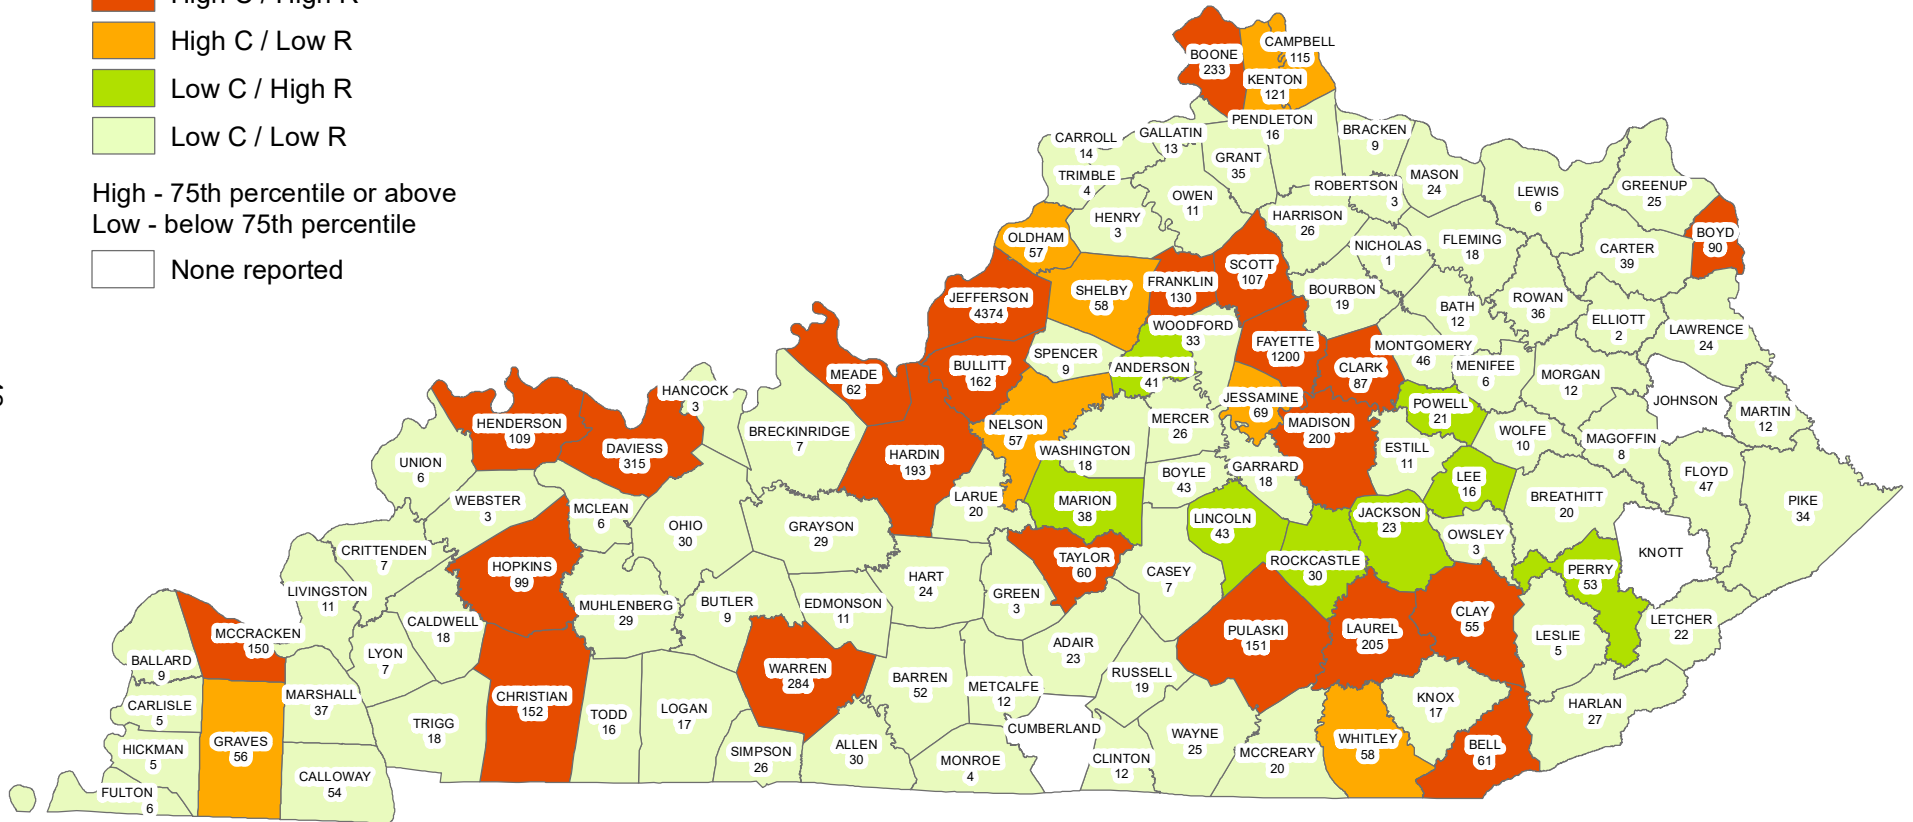 High C / High R
High C / Low R
Low C / High R
Low C / Low R
High - 75th percentile or above
Low - below 75th percentile
None reported
S
BOONE
233
CAMPBELL
115
KENTON
121
PENDLETON
16
BRACKEN
9
CARROLL
14
GALLATIN
13
GRANT
35
TRIMBLE
4
OWEN
11
ROBERTSON
3
MASON
24
LEWIS
6
GREENUP
25
HENRY
3
HARRISON
26
OLDHAM
57
NICHOLAS
1
FLEMING
18
CARTER
39
BOYD
90
SCOTT
107
FRANKLIN
130
SHELBY
58
JEFFERSON
4374
BOURBON
19
BATH
12
ROWAN
36
ELLIOTT
2
LAWRENCE
24
WOODFORD
33
FAYETTE
1200
MONTGOMERY
46
MENIFEE
6
MORGAN
12
SPENCER
9
ANDERSON
41
CLARK
87
BULLITT
162
MEADE
62
HANCOCK
3
JESSAMINE
69
POWELL
21
JOHNSON
MARTIN
12
HENDERSON
109
BRECKINRIDGE
7
NELSON
57
MERCER
26
MADISON
200
WOLFE
10
MAGOFFIN
8
DAVIESS
315
HARDIN
193
WASHINGTON
18
ESTILL
11
UNION
6
BOYLE
43
GARRARD
18
LEE
16
FLOYD
47
WEBSTER
3
MCLEAN
6
LARUE
20
MARION
38
BREATHITT
20
PIKE
34
OHIO
30
GRAYSON
29
LINCOLN
43
JACKSON
23
OWSLEY
3
CRITTENDEN
7
HOPKINS
99
TAYLOR
60
CASEY
7
ROCKCASTLE
30
PERRY
53
KNOTT
LIVINGSTON
11
HART
24
GREEN
3
MUHLENBERG
29
BUTLER
9
EDMONSON
11
CALDWELL
18
MCCRACKEN
150
PULASKI
151
LAUREL
205
CLAY
55
LESLIE
5
LETCHER
22
BALLARD
9
LYON
7
WARREN
284
ADAIR
23
BARREN
52
RUSSELL
19
METCALFE
12
CARLISLE
5
MARSHALL
37
CHRISTIAN
152
TODD
16
LOGAN
17
KNOX
17
HARLAN
27
TRIGG
18
CUMBERLAND
WAYNE
25
HICKMAN
5
GRAVES
56
SIMPSON
26
ALLEN
30
MONROE
4
CLINTON
12
MCCREARY
20
WHITLEY
58
BELL
61
CALLOWAY
54
FULTON
6